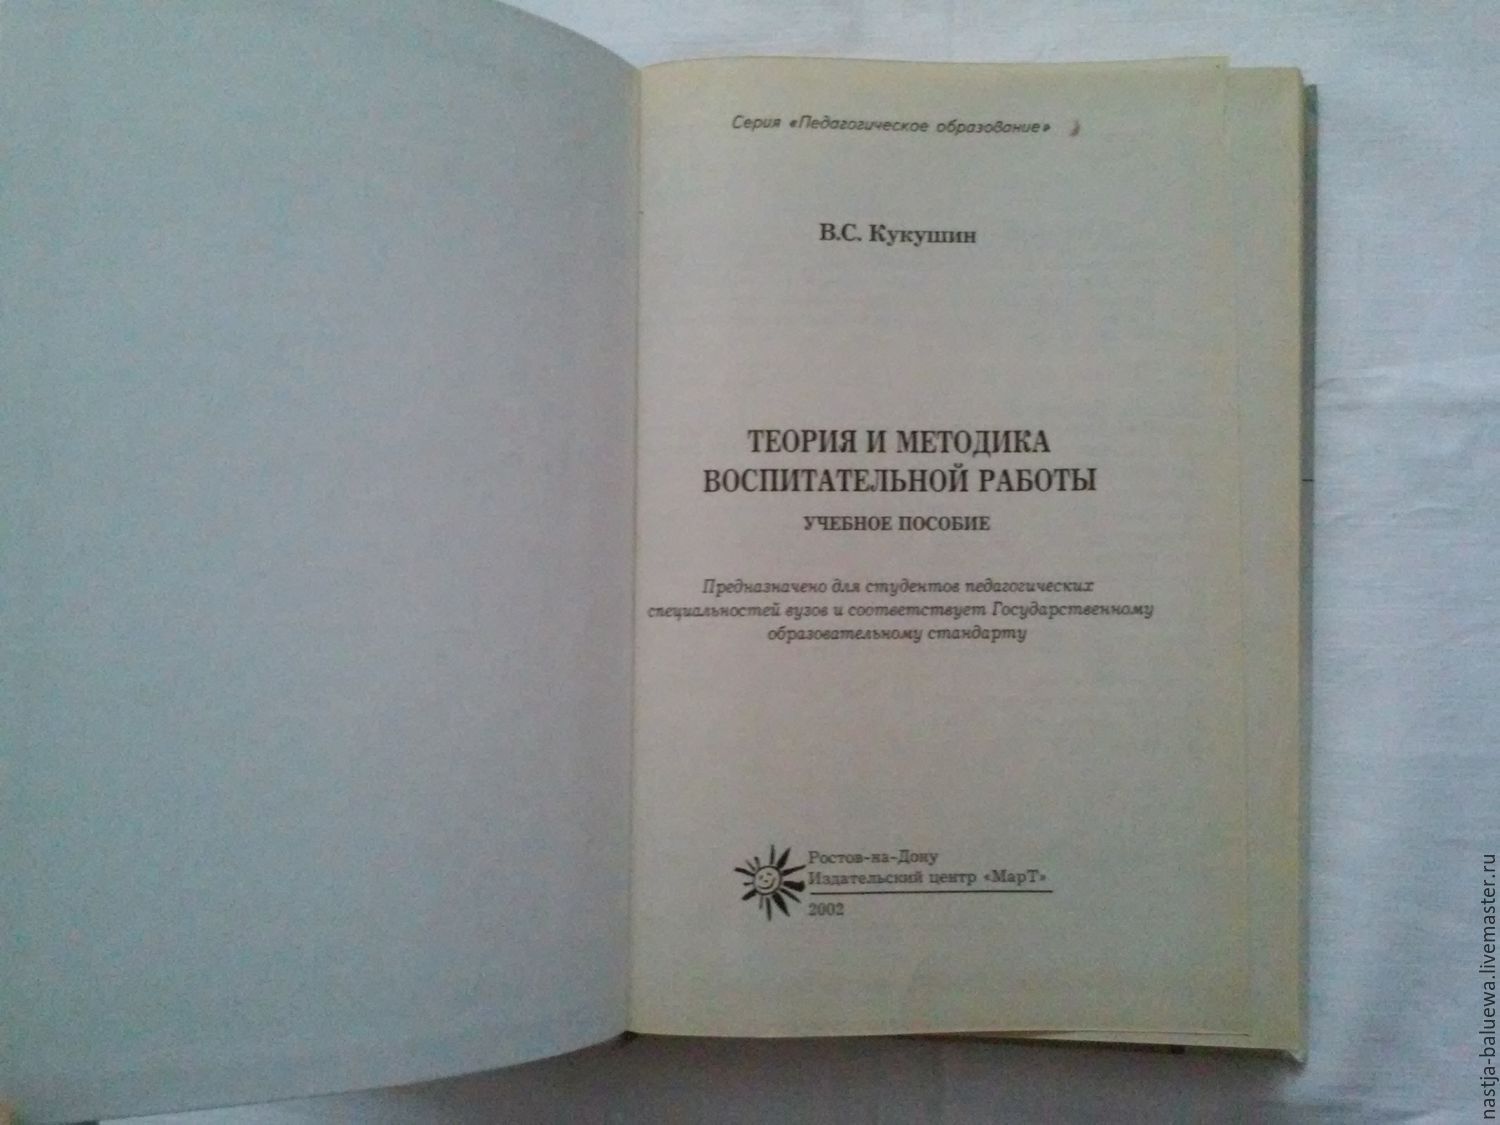 Серия «Педагогическое образование»
В.С. Кукушин
ТЕОРИЯ И МЕТОДИКА
ВОСПИТАТЕЛЬНОЙ РАБОТЫ
УЧЕБНОЕ ПОСОБИЕ
Предназначено для студентов педагогических
специальностей вузов и соответствует Государственному
образовательному стандарту
Ростов-на-Дону
Издательский центр «МарТ»
2002
nastja-baluewa.livemaster.ru